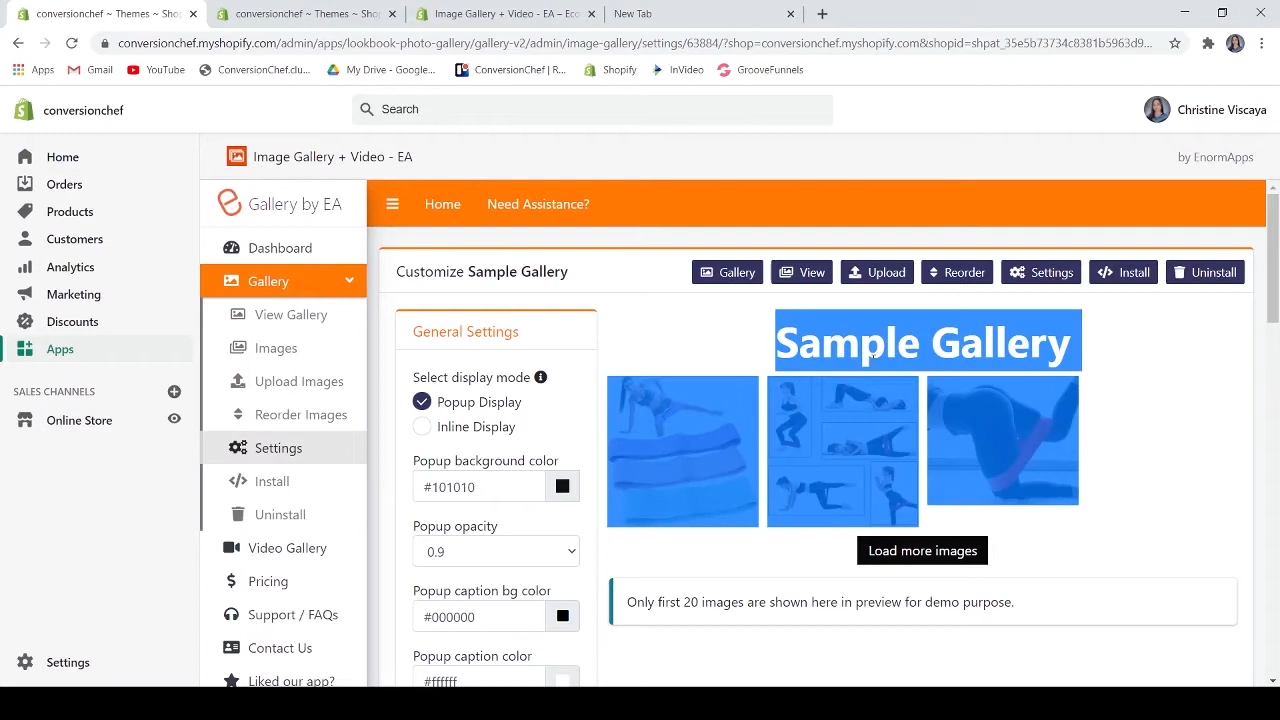 conversionchef ~ Themes ~ Shop
conversionchef ~ Themes ~ Shop
Image Gallery + Video - EA – Eco
New Tab
conversionchef.myshopify.com/admin/apps/lookbook-photo-gallery/gallery-v2/admin/image-gallery/settings/63884/?shop=conversionchef.myshopify.com&shopid=shpat_35e5b73734c8381b5963d9...
Apps
Gmail
YouTube
ConversionChef.clu...
My Drive - Google...
ConversionChef | R...
Shopify
InVideo
GrooveFunnels
conversionchef
Search
Christine Viscaya
Home
Orders
Products
Customers
Analytics
Marketing
Discounts
Apps
SALES CHANNELS
Online Store
Settings
Image Gallery + Video - EA
by EnormApps
Gallery by EA
Home
Need Assistance?
Dashboard
Gallery
View Gallery
Images
Upload Images
Reorder Images
Settings
Install
Uninstall
Video Gallery
Pricing
Support / FAQs
Contact Us
Liked our app?
Customize Sample Gallery
Gallery
View
Upload
Reorder
Settings
Install
Uninstall
General Settings
Select display mode
Popup Display
Inline Display
Popup background color
#101010
Popup opacity
0.9
Popup caption bg color
#000000
Popup caption color
#ffffff
Sample Gallery
Load more images
Only first 20 images are shown here in preview for demo purpose.